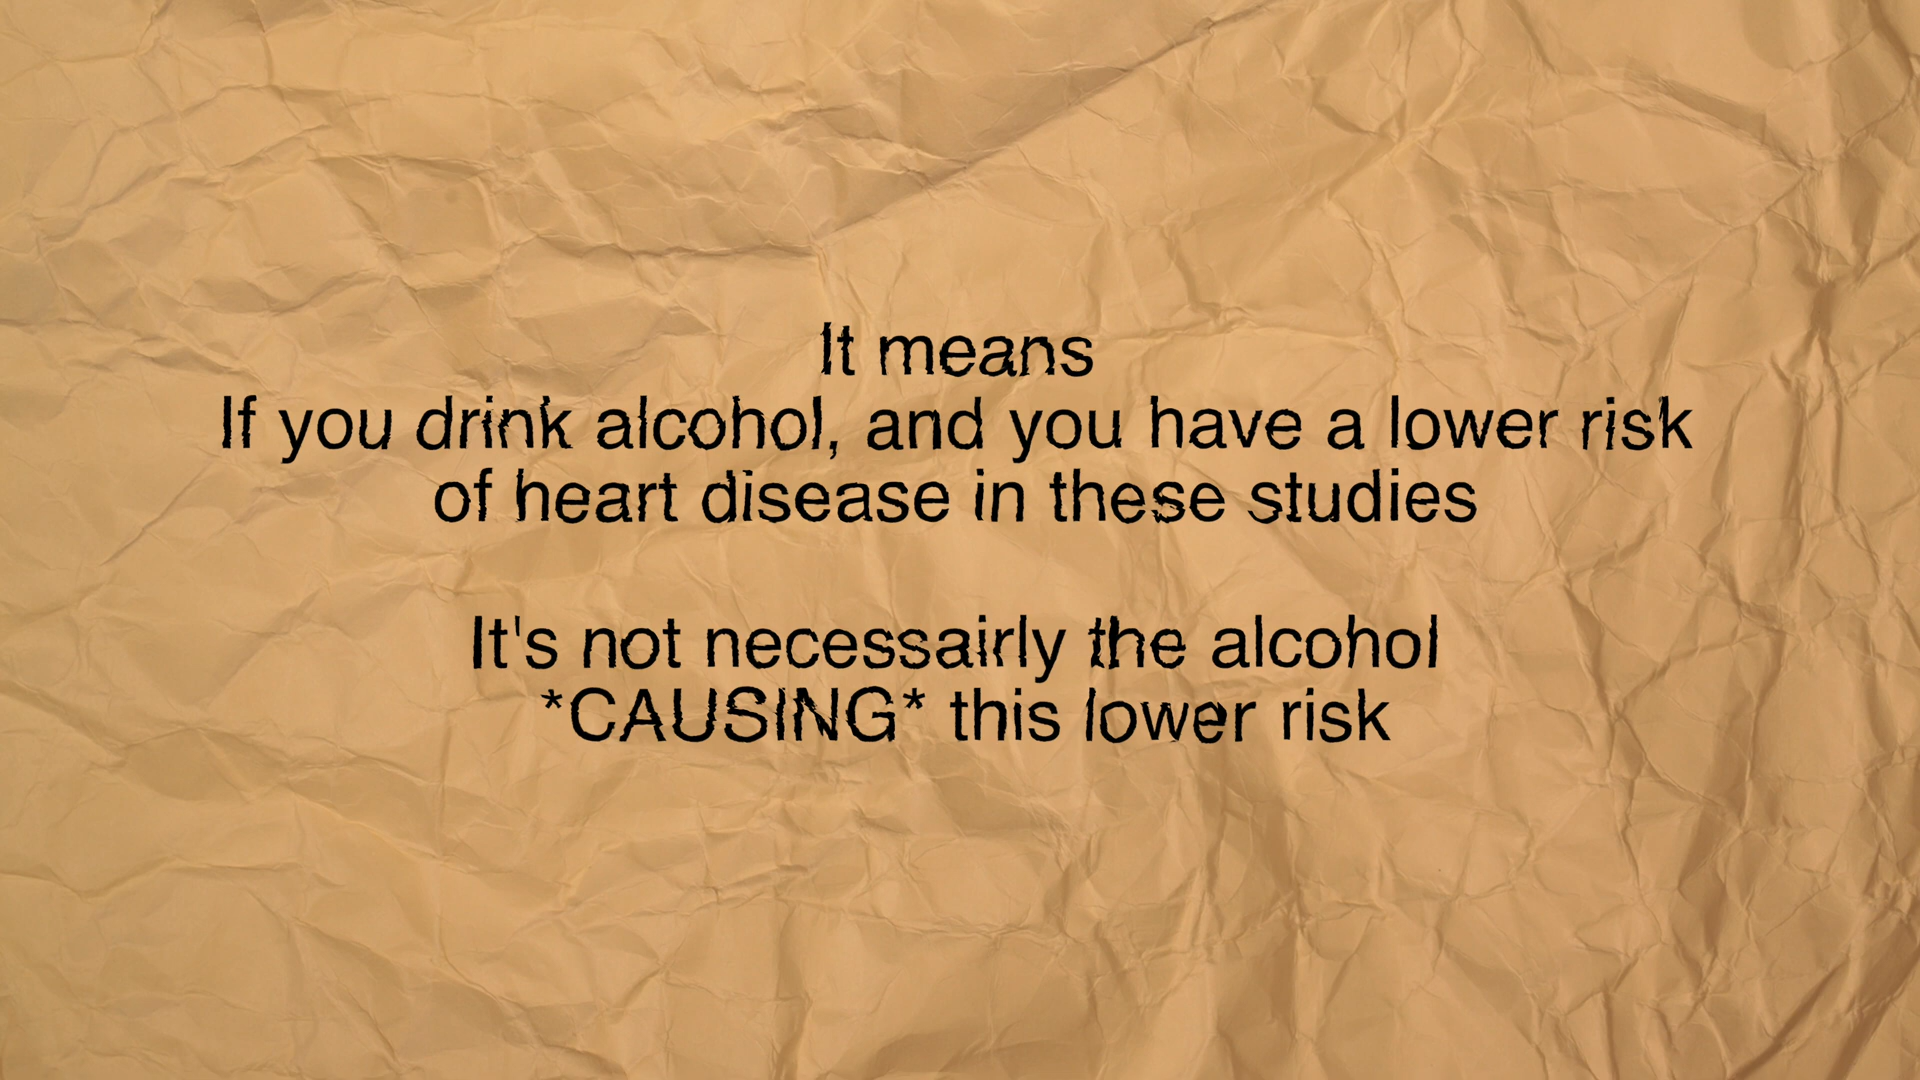 It means
If you drink alcohol, and you have a lower risk
of heart disease in these studies
It's not necessairly the alcohol
*CAUSING* this lower risk